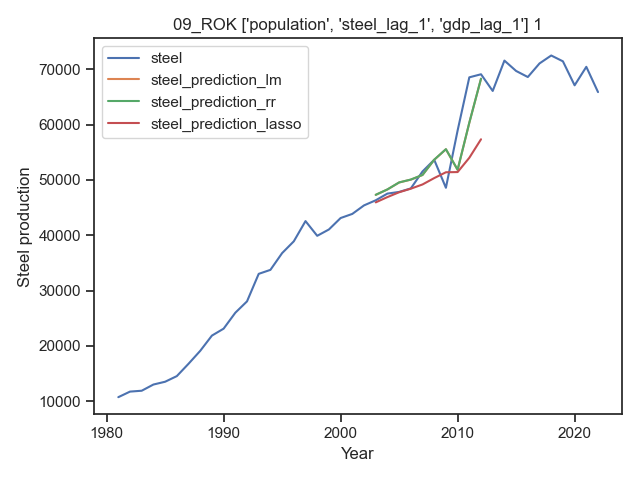 09_ROK ['population', 'steel_lag_1', 'gdp_lag_1'] 1
steel
steel_prediction_lm
steel_prediction_rr
steel_prediction_lasso
70000
60000
50000
40000
30000
20000
10000
Steel production
1980 1990 2000 2010 2020
Year